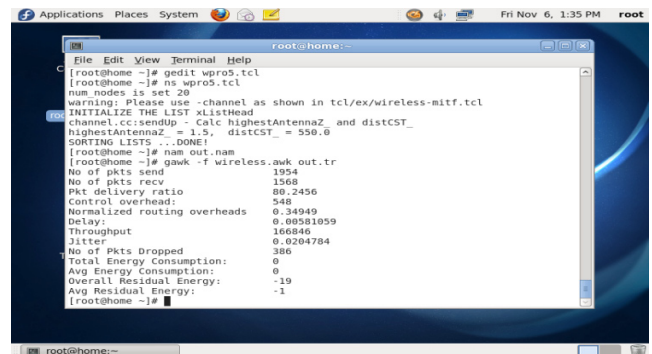 Applications Places System Fri Nov 6, 1:35 PM root
root@home:~
File Edit View Terminal Help
[root@home ~]# gedit wpro5.tcl
[root@home ~]# ns wpro5.tcl
num_nodes is set 20
warning: Please use -channel as shown in tcl/ex/wireless-mitf.tcl
INITIALIZE THE LIST xListHead
channel.cc:sendUp - Calc highestAntennaZ_ and distCST_
highestAntennaZ_ = 1.5, distCST_ = 550.0
SORTING LISTS ...DONE!
[root@home ~]# nam out.nam
[root@home ~]# gawk -f wireless.awk out.tr
No of pkts send 1954
No of pkts recv 1568
Pkt delivery ratio 80.2456
Control overhead: 548
Normalized routing overheads 0.34949
Delay: 0.00581059
Throughput 166846
Jitter 0.0204784
No of Pkts Dropped 386
Total Energy Consumption: 0
Avg Energy Consumption: 0
Overall Residual Energy: -19
Avg Residual Energy: -1
[root@home ~]#
root@home:~